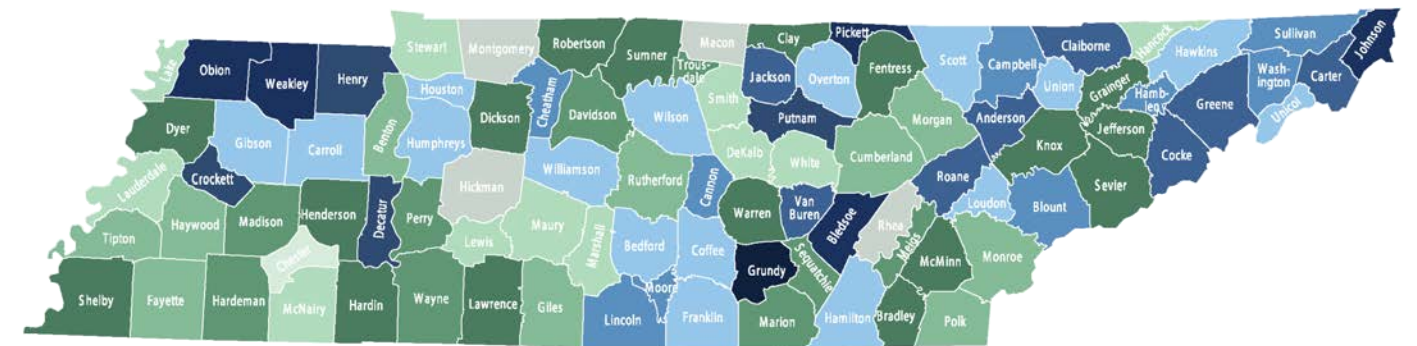 Lake
Obion
Weakley
Henry
Stewart
Montgomery
Robertson
Sumner
Trous-
dale
Macon
Clay
Pickett
Scott
Campbell
Claiborne
Hancock
Hawkins
Sullivan
Johnson
Houston
Cheatham
Smith
Jackson
Overton
Fentress
Union
Grainger
Hamb-
len
Wash-
ington
Carter
Greene
Unicoi
Dyer
Gibson
Carroll
Benton
Humphreys
Dickson
Davidson
Wilson
Putnam
Morgan
Anderson
Knox
Jefferson
Cocke
Lauderdale
Crockett
Hickman
Williamson
Rutherford
Cannon
DeKalb
White
Cumberland
Roane
Loudon
Blount
Sevier
Tipton
Haywood
Madison
Henderson
Decatur
Perry
Lewis
Maury
Marshall
Bedford
Coffee
Warren
Van
Buren
Bledsoe
Rhea
Meigs
McMinn
Monroe
Chester
Grundy
Sequatchie
Shelby
Fayette
Hardeman
McNairy
Hardin
Wayne
Lawrence
Giles
Lincoln
Moore
Franklin
Marion
Hamilton
Bradley
Polk